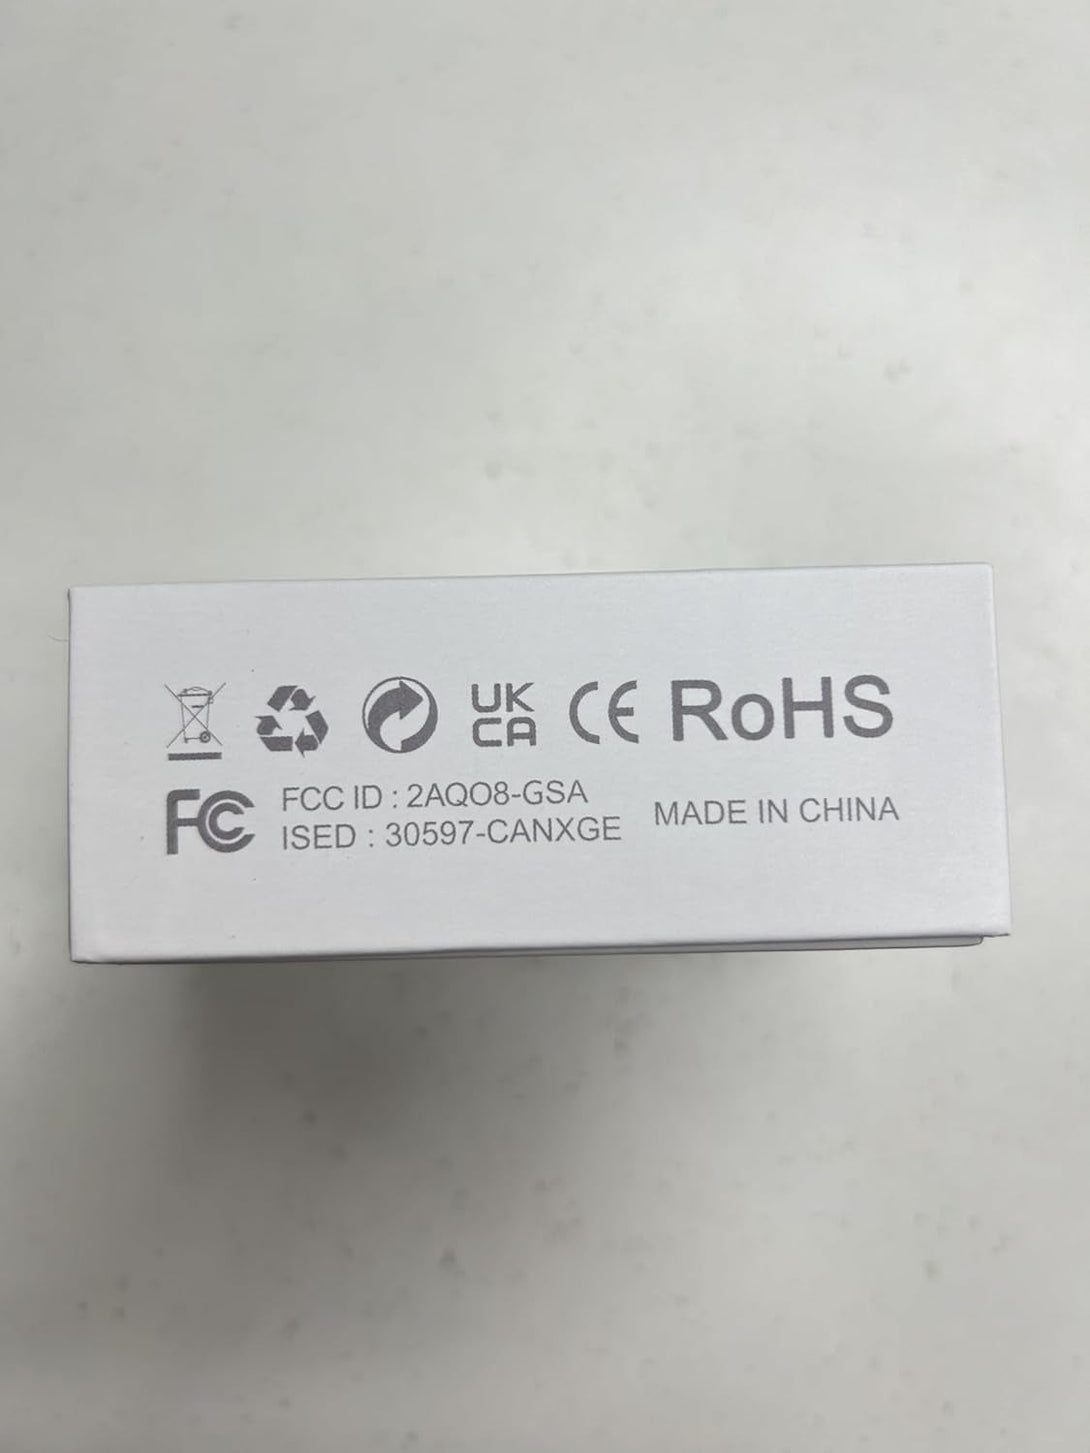 UK
CA
CE RoHS
FC
FCC ID : 2AQO8-GSA
ISED : 30597-CANXGE
MADE IN CHINA